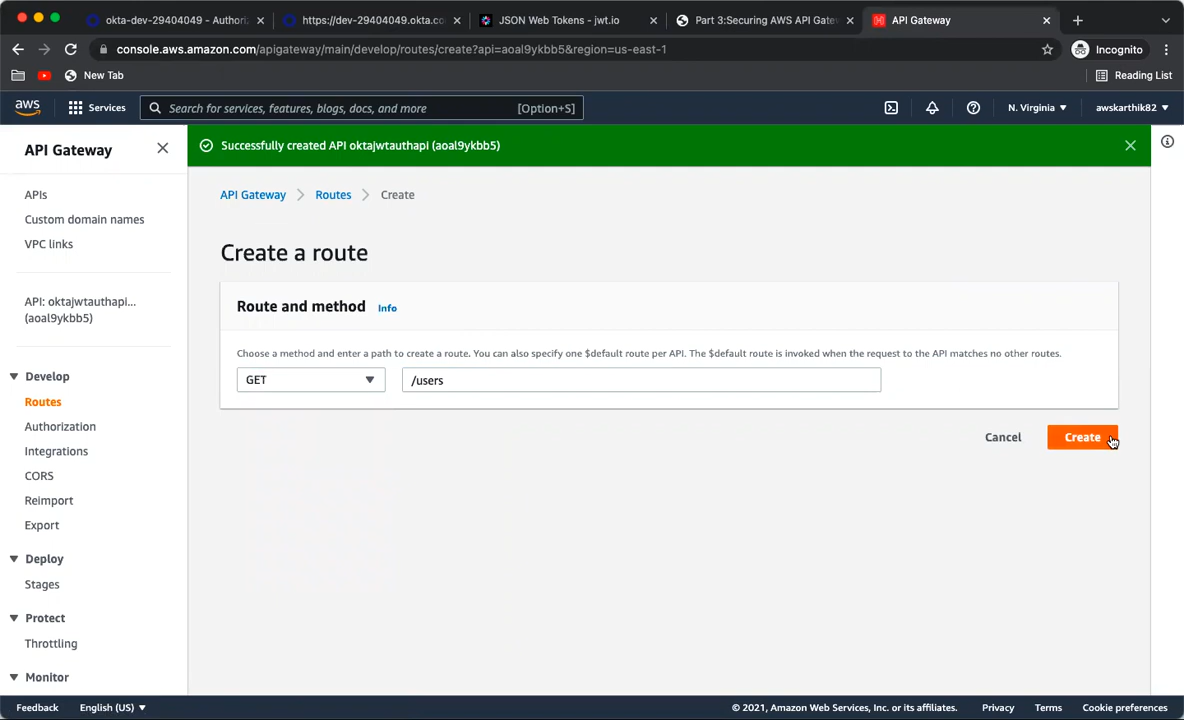 okta-dev-29404049 - Authoriz
https://dev-29404049.okta.co
JSON Web Tokens - jwt.io
Part 3:Securing AWS API Gatew
API Gateway
console.aws.amazon.com/apigateway/main/develop/routes/create?api=aoal9ykbb5&region=us-east-1
Incognito
New Tab
Reading List
aws
Services
Search for services, features, blogs, docs, and more
[Option+S]
N. Virginia
awskarthik82
API Gateway
APIs
Custom domain names
VPC links
API: oktajwtauthapi...
(aoal9ykbb5)
Develop
Routes
Authorization
Integrations
CORS
Reimport
Export
Deploy
Stages
Protect
Throttling
Monitor
Successfully created API oktajwtauthapi (aoal9ykbb5)
API Gateway
Routes
Create
Create a route
Route and method Info
Choose a method and enter a path to create a route. You can also specify one $default route per API. The $default route is invoked when the request to the API matches no other routes.
GET
/users
Cancel
Create
Feedback
English (US)
© 2021, Amazon Web Services, Inc. or its affiliates.
Privacy
Terms
Cookie preferences